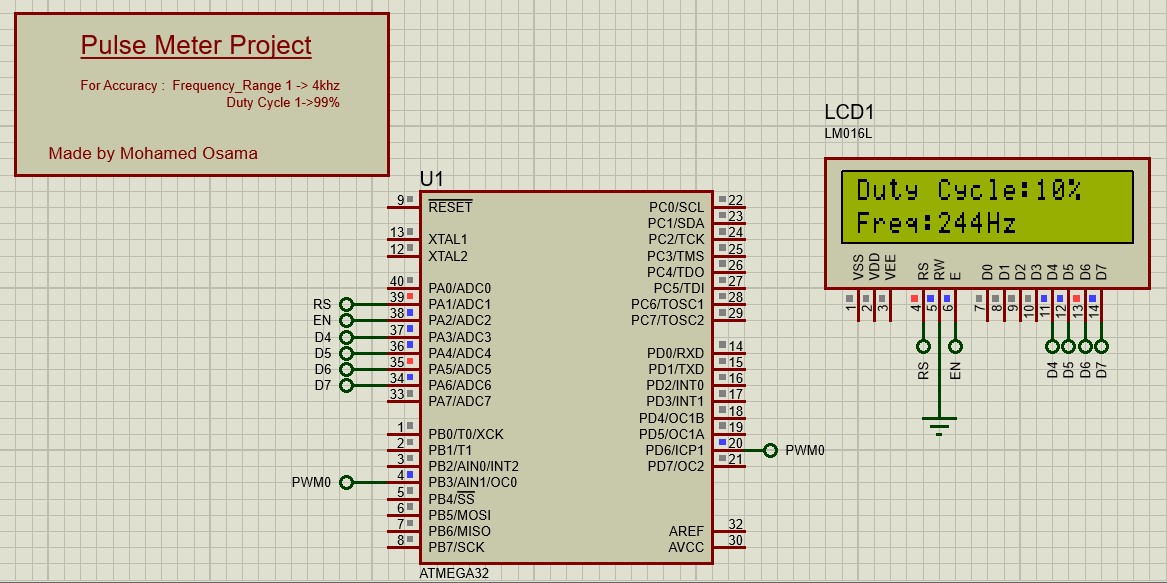 Pulse Meter Project
For Accuracy : Frequency_Range 1 -> 4khz
Duty Cycle 1->99%
Made by Mohamed Osama
U1
9 RESET
13 XTAL1
12 XTAL2
40 PA0/ADC0
RS 39 PA1/ADC1
EN 38 PA2/ADC2
D4 37 PA3/ADC3
D5 36 PA4/ADC4
D6 35 PA5/ADC5
D7 34 PA6/ADC6
33 PA7/ADC7
1 PB0/T0/XCK
2 PB1/T1
3 PB2/AIN0/INT2
PWM0 4 PB3/AIN1/OC0
5 PB4/SS
6 PB5/MOSI
7 PB6/MISO
8 PB7/SCK
PC0/SCL 22
PC1/SDA 23
PC2/TCK 24
PC3/TMS 25
PC4/TDO 26
PC5/TDI 27
PC6/TOSC1 28
PC7/TOSC2 29
PD0/RXD 14
PD1/TXD 15
PD2/INT0 16
PD3/INT1 17
PD4/OC1B 18
PD5/OC1A 19
PD6/ICP1 20 PWM0
PD7/OC2 21
AREF 32
AVCC 30
ATMEGA32
LCD1
LM016L
Duty Cycle:10%
Freq:244Hz
VSS VDD VEE RS RW E D0 D1 D2 D3 D4 D5 D6 D7
1 2 3 4 5 6 7 8 9 10 11 12 13 14
RS EN D4 D5 D6 D7